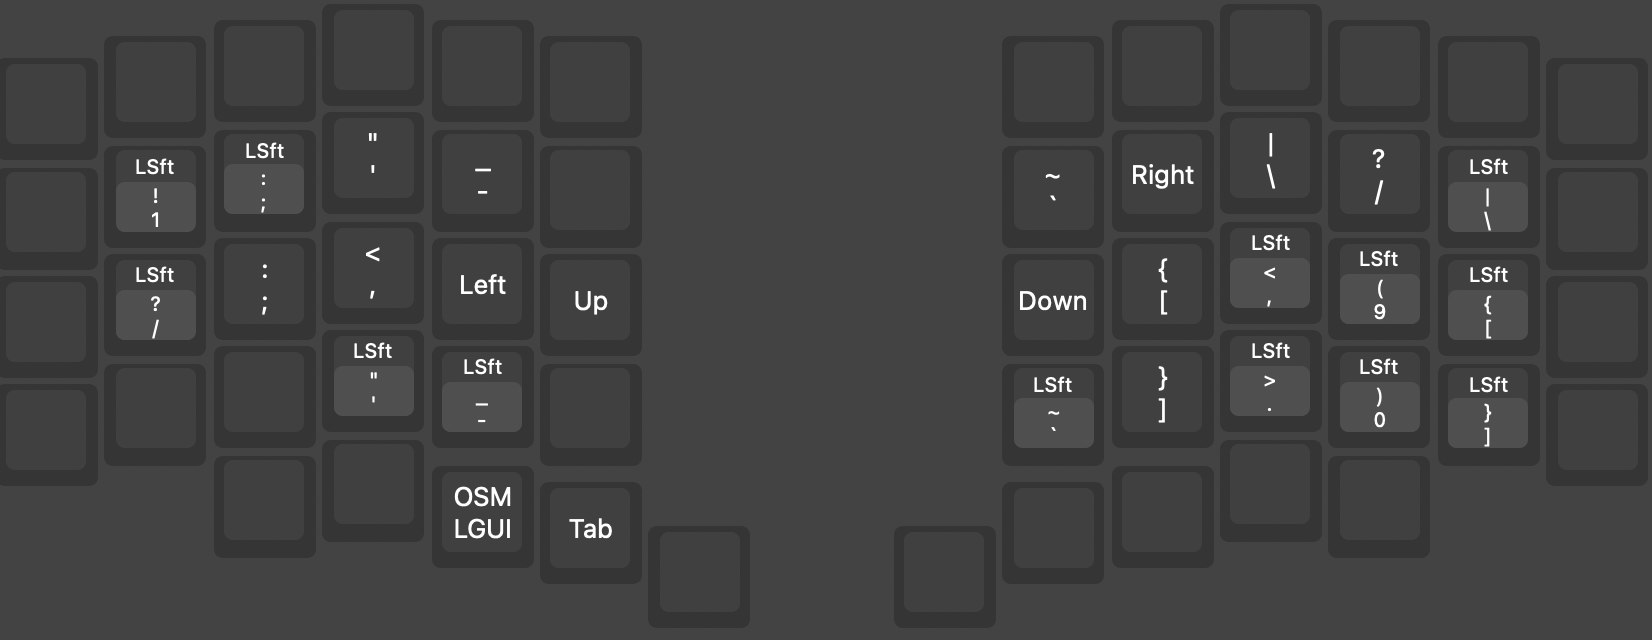 LSft
!
1
LSft
:
;
"
'
_
-
~
`
Right
|
\
?
/
LSft
|
\
LSft
?
/
:
;
<
,
Left
Up
Down
{
[
LSft
<
,
LSft
(
9
LSft
{
[
LSft
"
'
LSft
_
-
LSft
~
`
}
]
LSft
>
.
LSft
)
0
LSft
}
]
OSM
LGUI
Tab